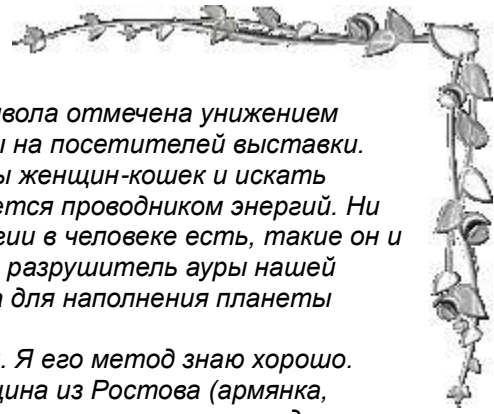 вола отмечена унижением
на посетителей выставки.
женщин-кошек и искать
ется проводником энергий. Ни
гии в человеке есть, такие он и
разрушитель ауры нашей
для наполнения планеты
. Я его метод знаю хорошо.
щина из Ростова (армянка,